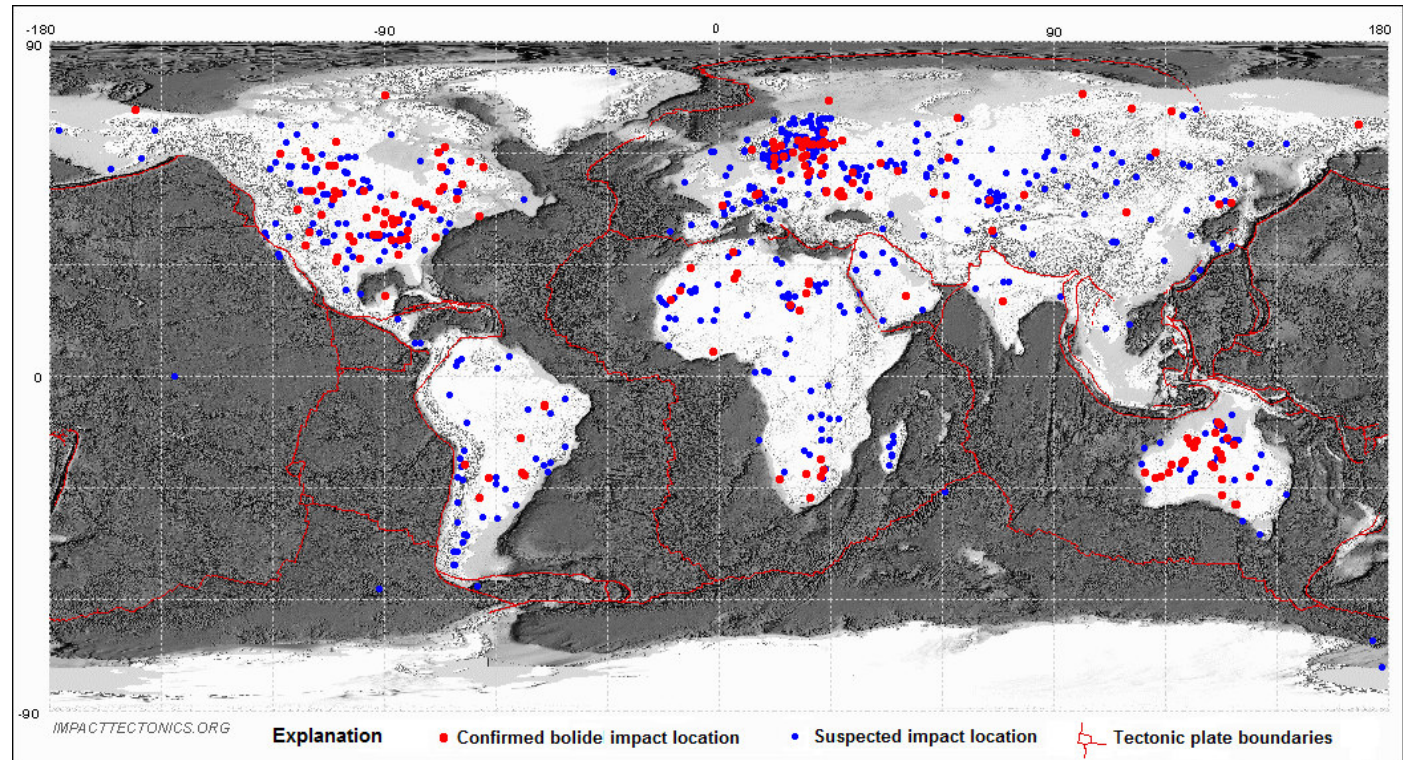 -180 -90 0 90 180
90
0
-90
IMPACTTECTONICS.ORG
Explanation
Confirmed bolide impact location
Suspected impact location
Tectonic plate boundaries